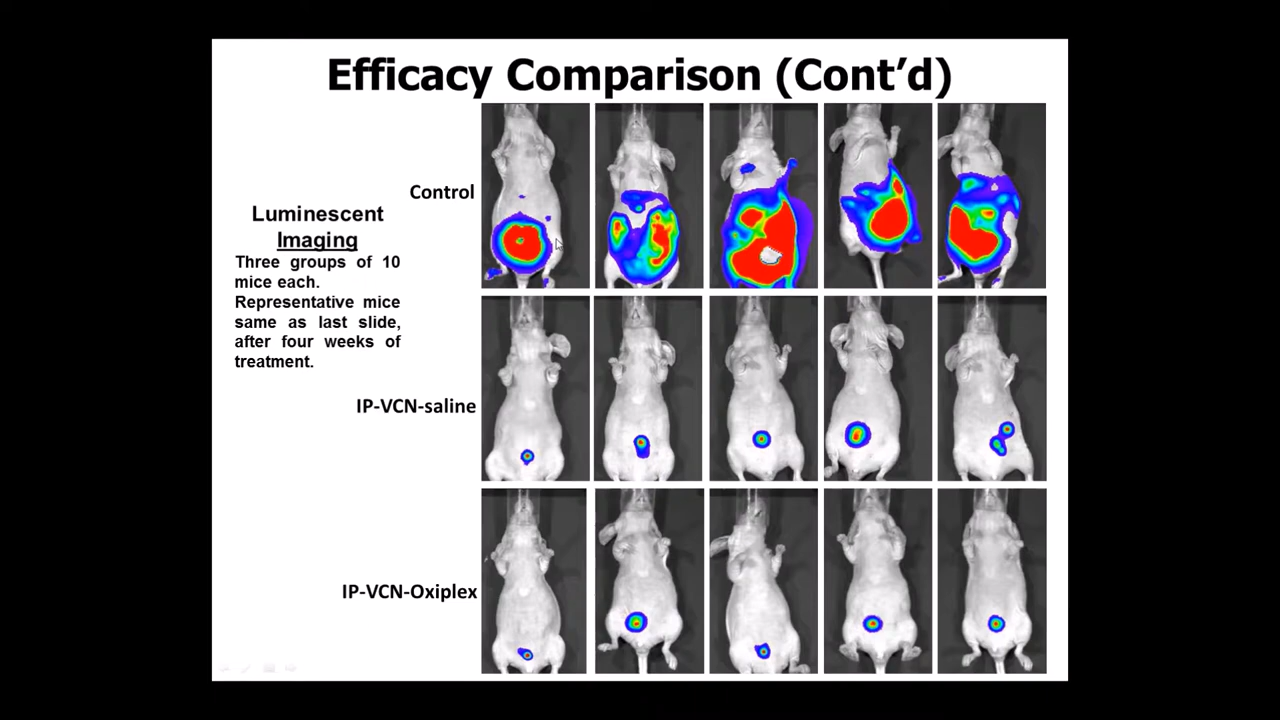 Efficacy Comparison (Cont’d)
Control
Luminescent
Imaging
Three groups of 10
mice each.
Representative mice
same as last slide,
after four weeks of
treatment.
IP-VCN-saline
IP-VCN-Oxiplex